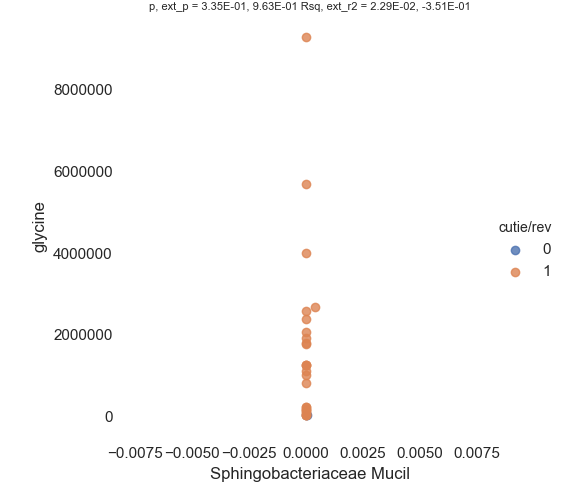 p, ext_p = 3.35E-01, 9.63E-01 Rsq, ext_r2 = 2.29E-02, -3.51E-01
8000000
6000000
4000000
2000000
0
glycine
cutie/rev
0
1
−0.0075 −0.0050 −0.0025 0.0000 0.0025 0.0050 0.0075
Sphingobacteriaceae Mucil